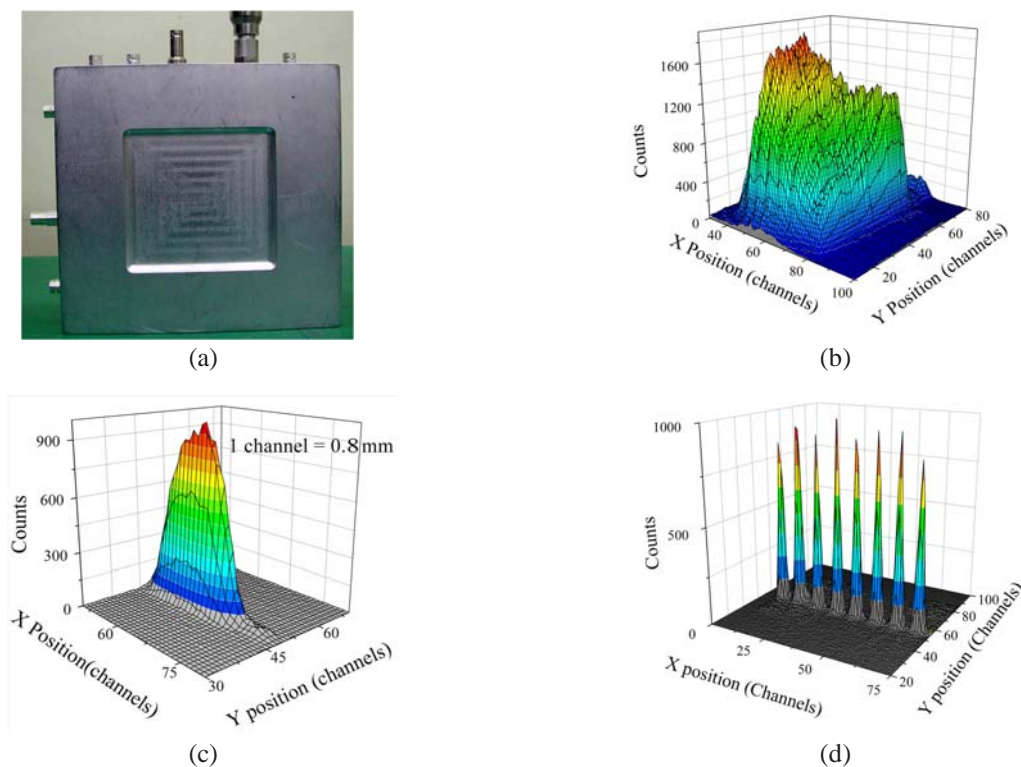 (a)
Counts
1600
1200
800
400
0
40
60
80
100
X Position (channels)
20
40
60
80
Y Position (channels)
(b)
1 channel = 0.8 mm
Counts
900
600
300
0
60
75
X Position(channels)
30
45
60
Y position (channels)
(c)
Counts
1000
500
0
25
50
75
X position (Channels)
20
40
60
80
100
Y position (Channels)
(d)